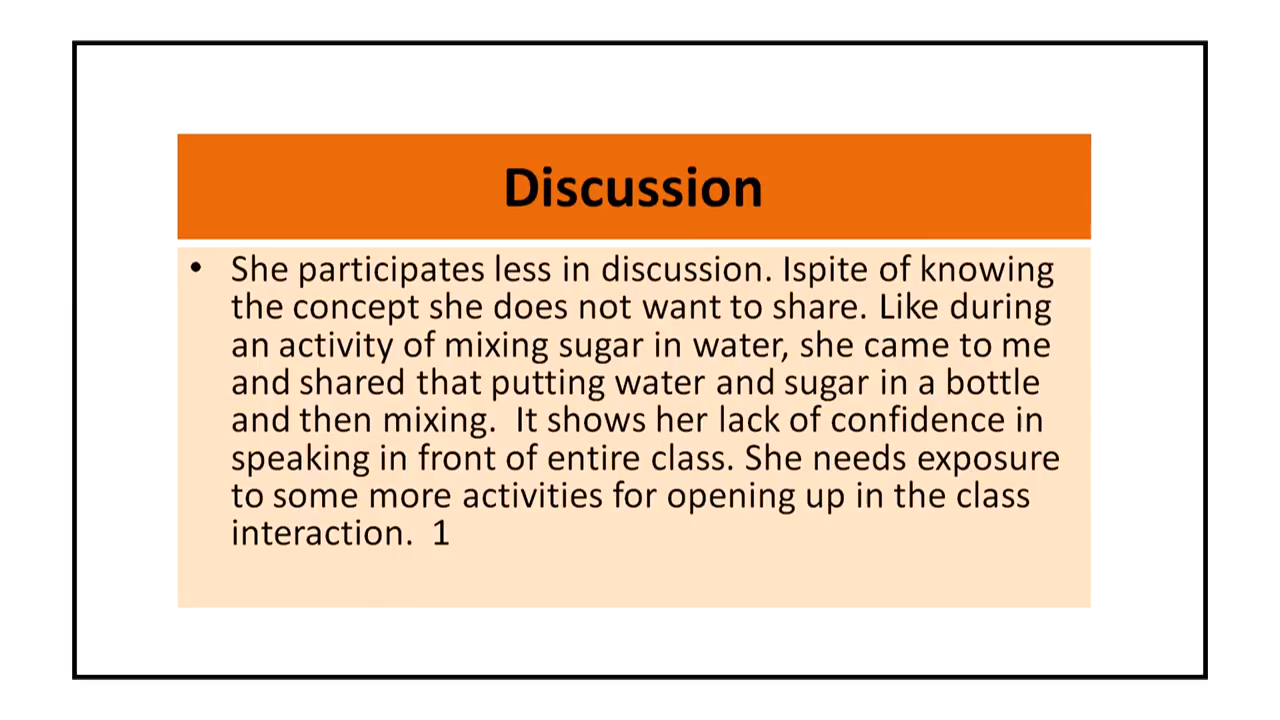 Discussion
• She participates less in discussion. Ispite of knowing
the concept she does not want to share. Like during
an activity of mixing sugar in water, she came to me
and shared that putting water and sugar in a bottle
and then mixing.  It shows her lack of confidence in
speaking in front of entire class. She needs exposure
to some more activities for opening up in the class
interaction.  1